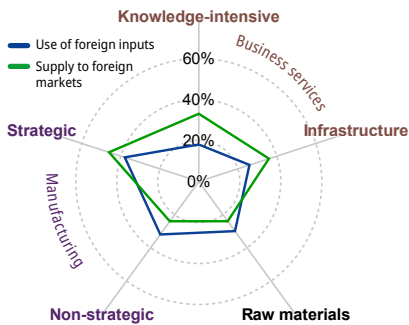 Knowledge-intensive
Use of foreign inputs
Supply to foreign
markets
Business services
60%
40%
20%
0%
Strategic
Infrastructure
Manufacturing
Non-strategic
Raw materials